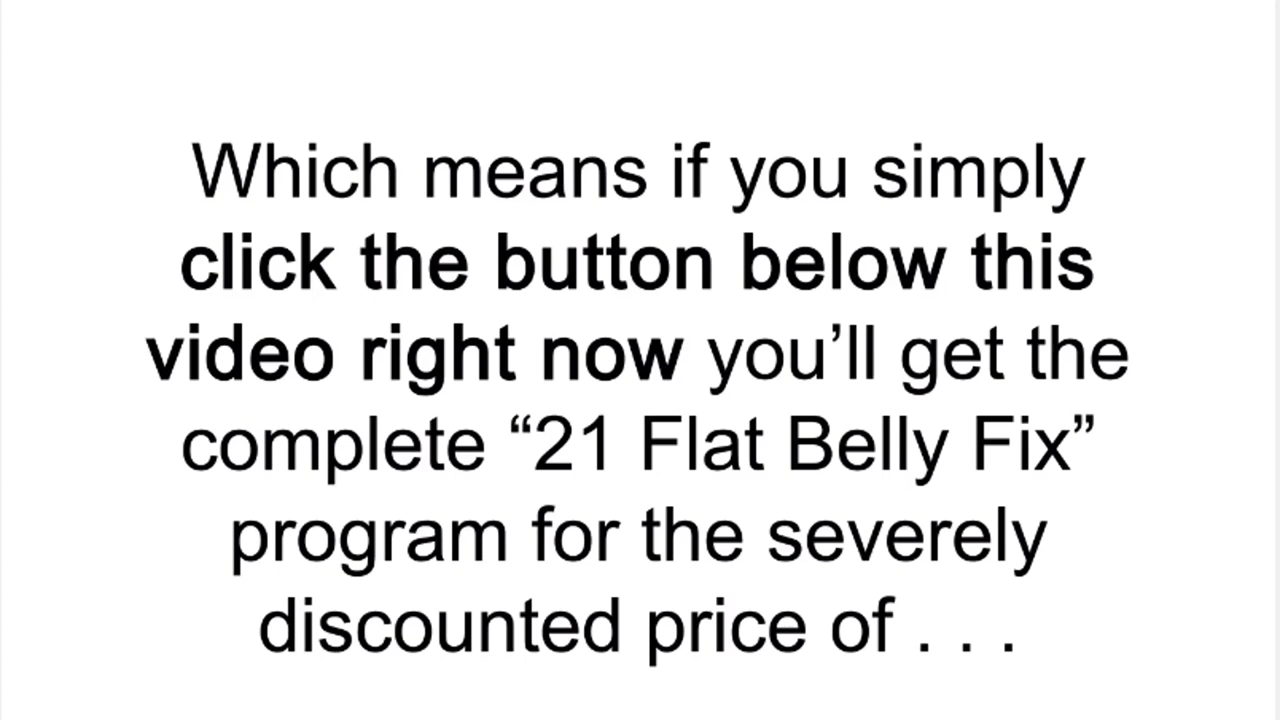 Which means if you simply
click the button below this
video right now you’ll get the
complete “21 Flat Belly Fix”
program for the severely
discounted price of . . .